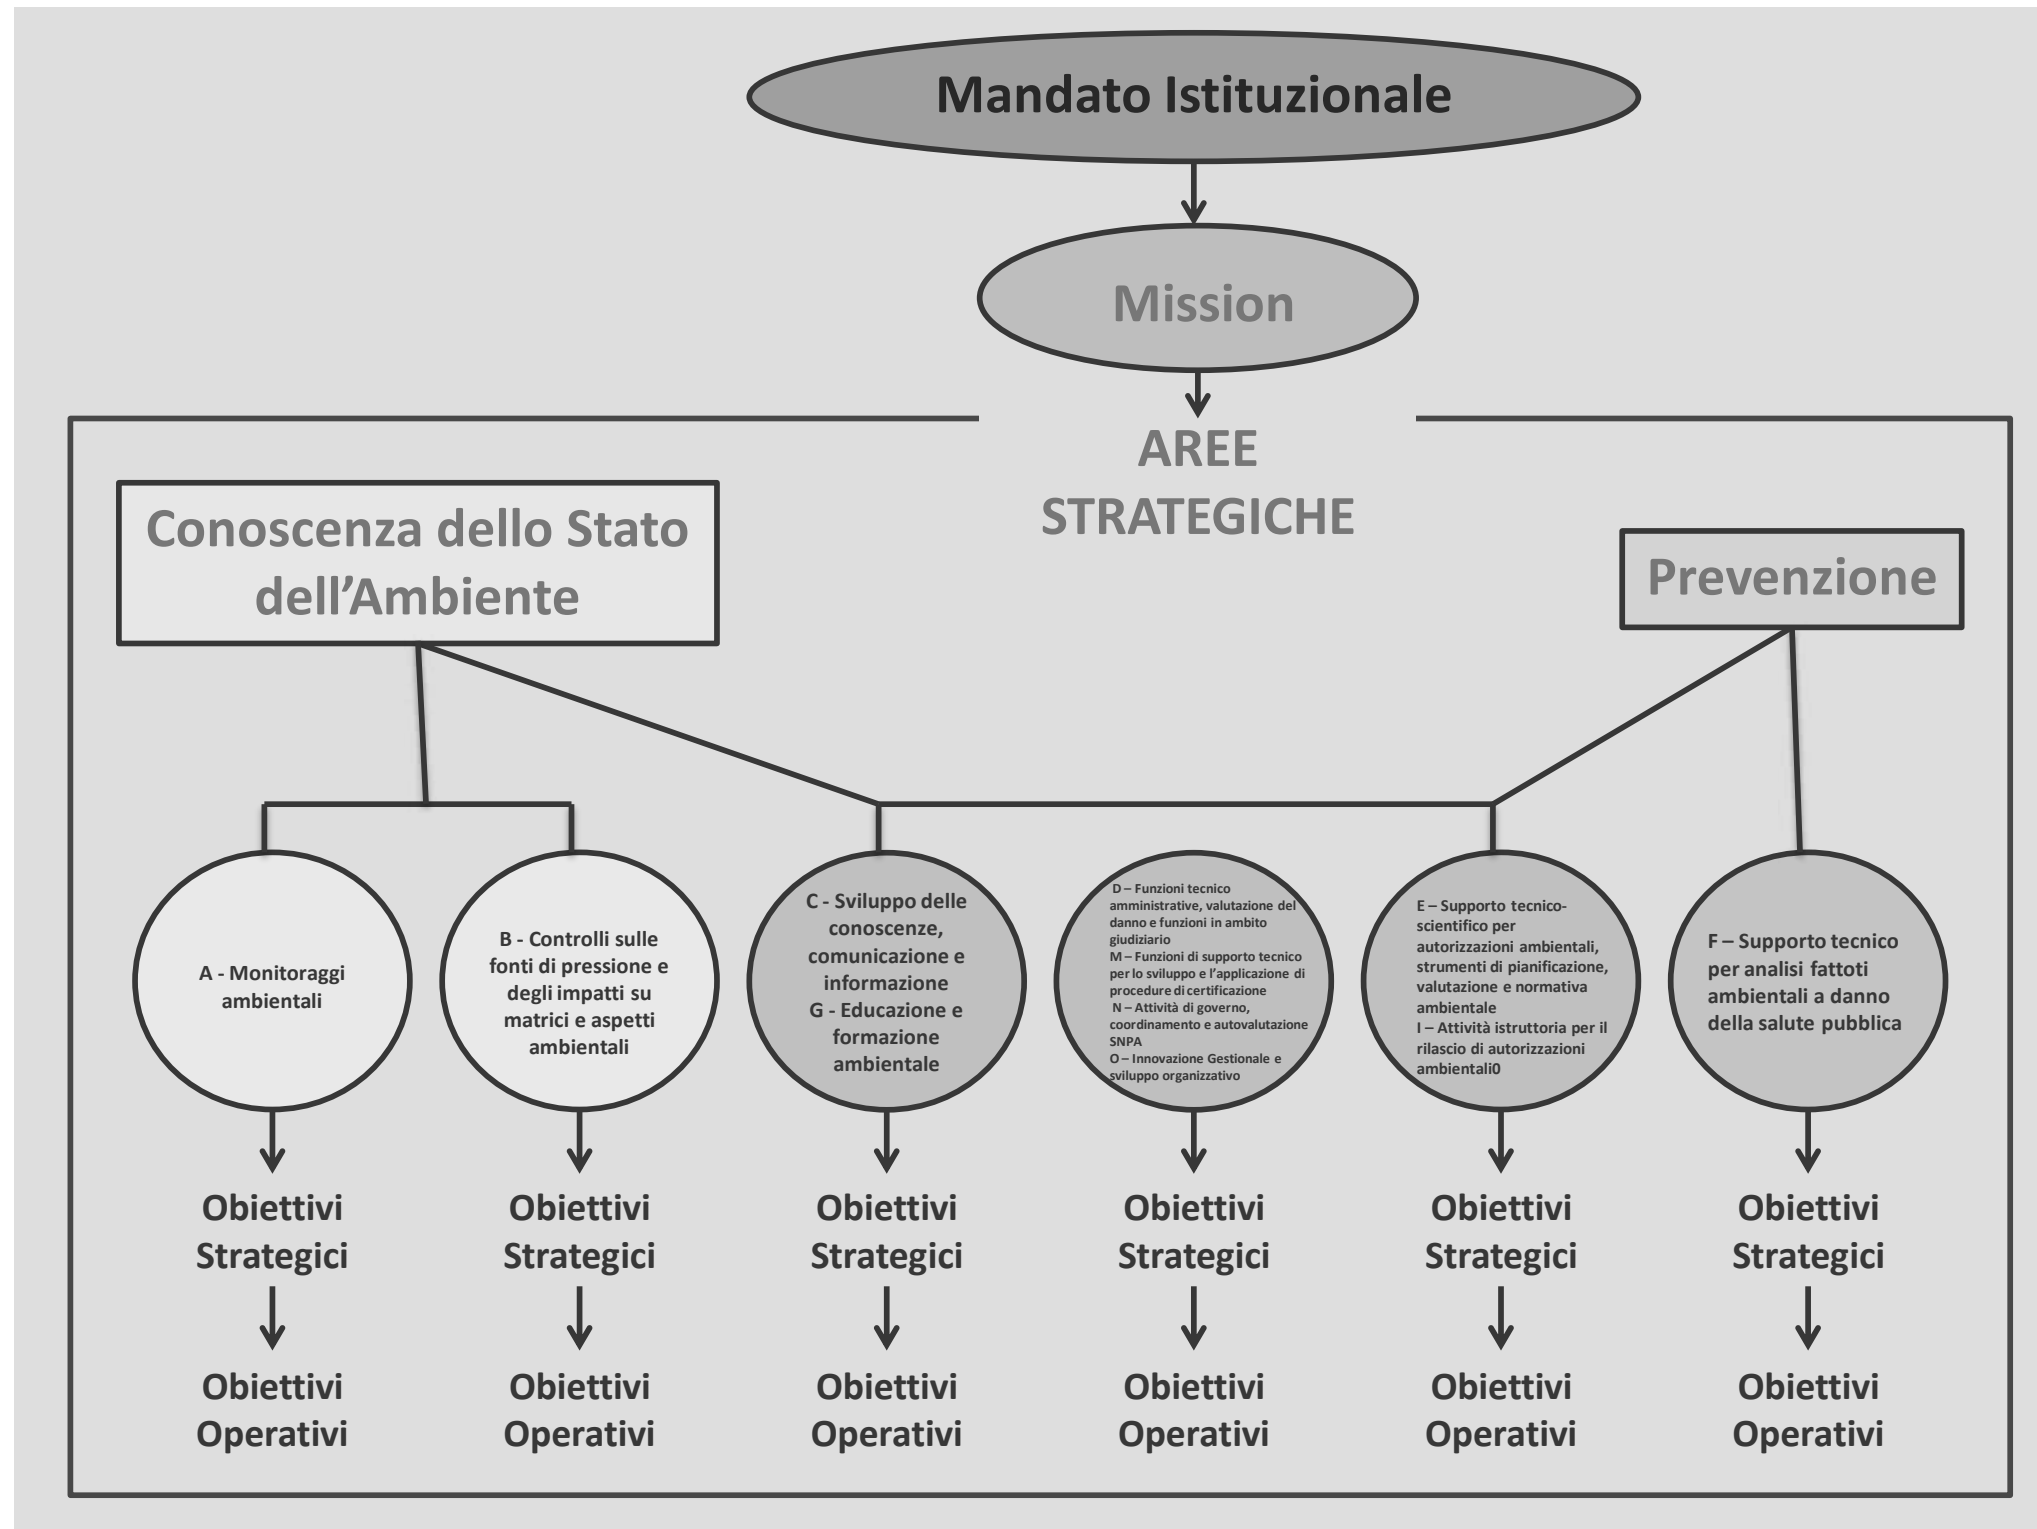 Mandato Istituzionale
Mission
AREE
STRATEGICHE
Conoscenza dello Stato
dell’Ambiente
Prevenzione
A - Monitoraggi
ambientali
B - Controlli sulle
fonti di pressione e
degli impatti su
matrici e aspetti
ambientali
C - Sviluppo delle
conoscenze,
comunicazione e
informazione
G - Educazione e
formazione
ambientale
D – Funzioni tecnico
amministrative, valutazione del
danno e funzioni in ambito
giudiziario
M – Funzioni di supporto tecnico
per lo sviluppo e l’applicazione di
procedure di certificazione
N – Attività di governo,
coordinamento e autovalutazione
SNPA
O – Innovazione Gestionale e
sviluppo organizzativo
E – Supporto tecnico-
scientifico per
autorizzazioni ambientali,
strumenti di pianificazione,
valutazione e normativa
ambientale
I – Attività istruttoria per il
rilascio di autorizzazioni
ambientali0
F – Supporto tecnico
per analisi fattoti
ambientali a danno
della salute pubblica
Obiettivi
Strategici
Obiettivi
Strategici
Obiettivi
Strategici
Obiettivi
Strategici
Obiettivi
Strategici
Obiettivi
Strategici
Obiettivi
Operativi
Obiettivi
Operativi
Obiettivi
Operativi
Obiettivi
Operativi
Obiettivi
Operativi
Obiettivi
Operativi